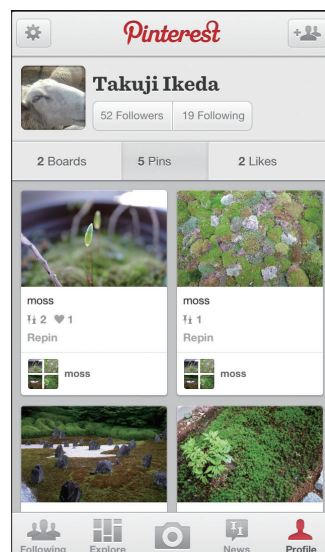 Pinterest
Takuji Ikeda
52 Followers 19 Following
2 Boards 5 Pins 2 Likes
moss
2 1
Repin
moss
moss
1
Repin
moss
Following Explore News Profile